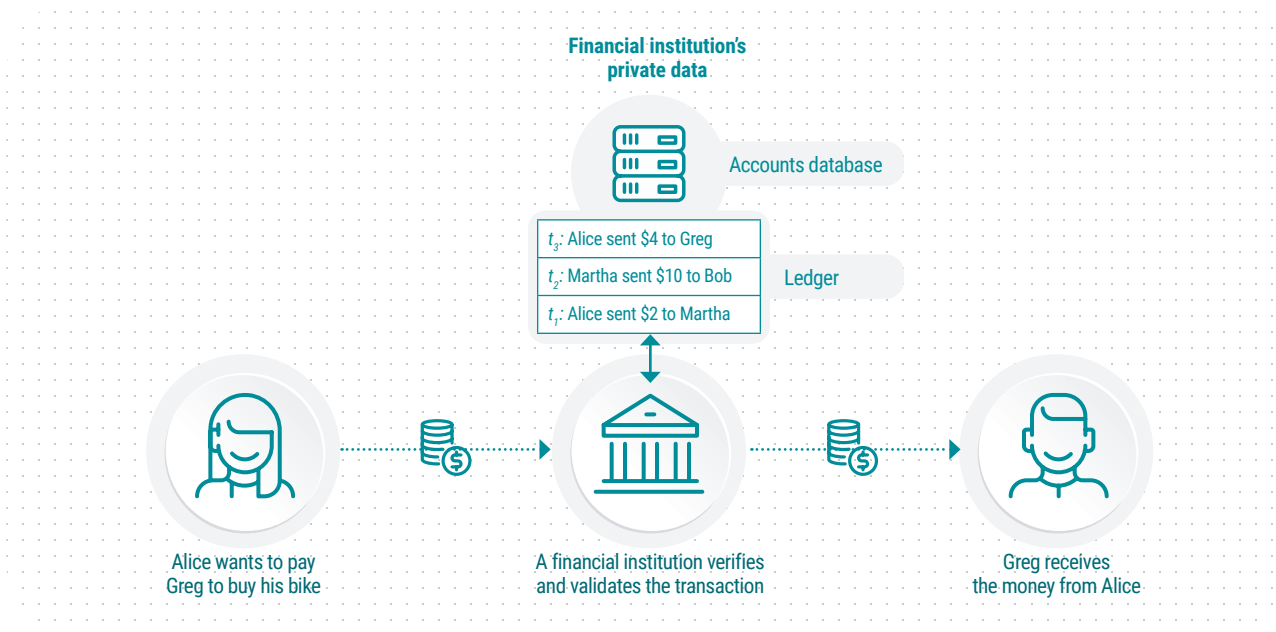 Financial institution's
private data
Accounts database
t3: Alice sent $4 to Greg
t2: Martha sent $10 to Bob
Ledger
t1: Alice sent $2 to Martha
$
$
Alice wants to pay
Greg to buy his bike
A financial institution verifies
and validates the transaction
Greg receives
the money from Alice